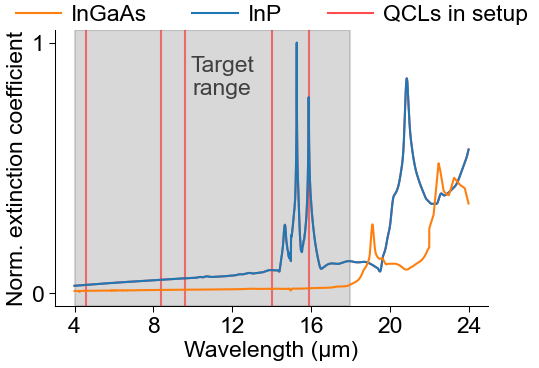 InGaAs InP QCLs in setup
Norm. extinction coefficient
1
0
Target
range
4 8 12 16 20 24
Wavelength (μm)